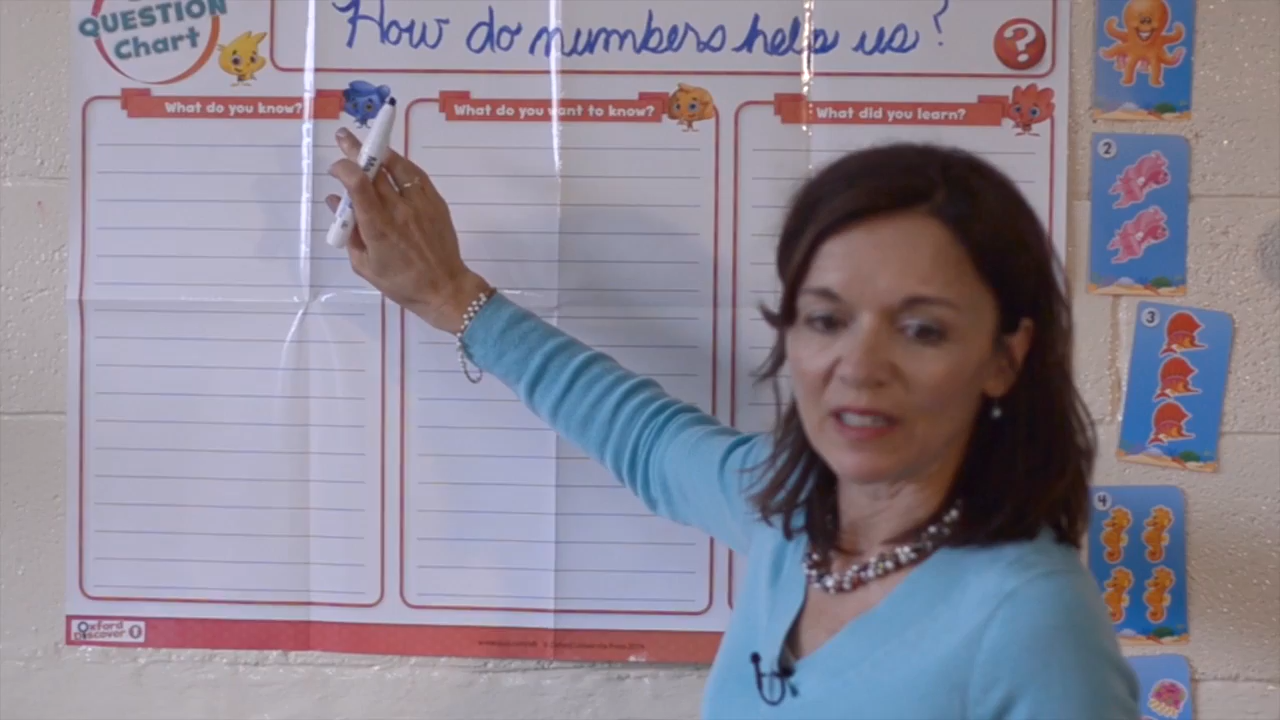 QUESTION
Chart
How do numbers help us?
?
What do you know?
What do you want to know?
What did you learn?
2
3
4
Oxford
Discover 1